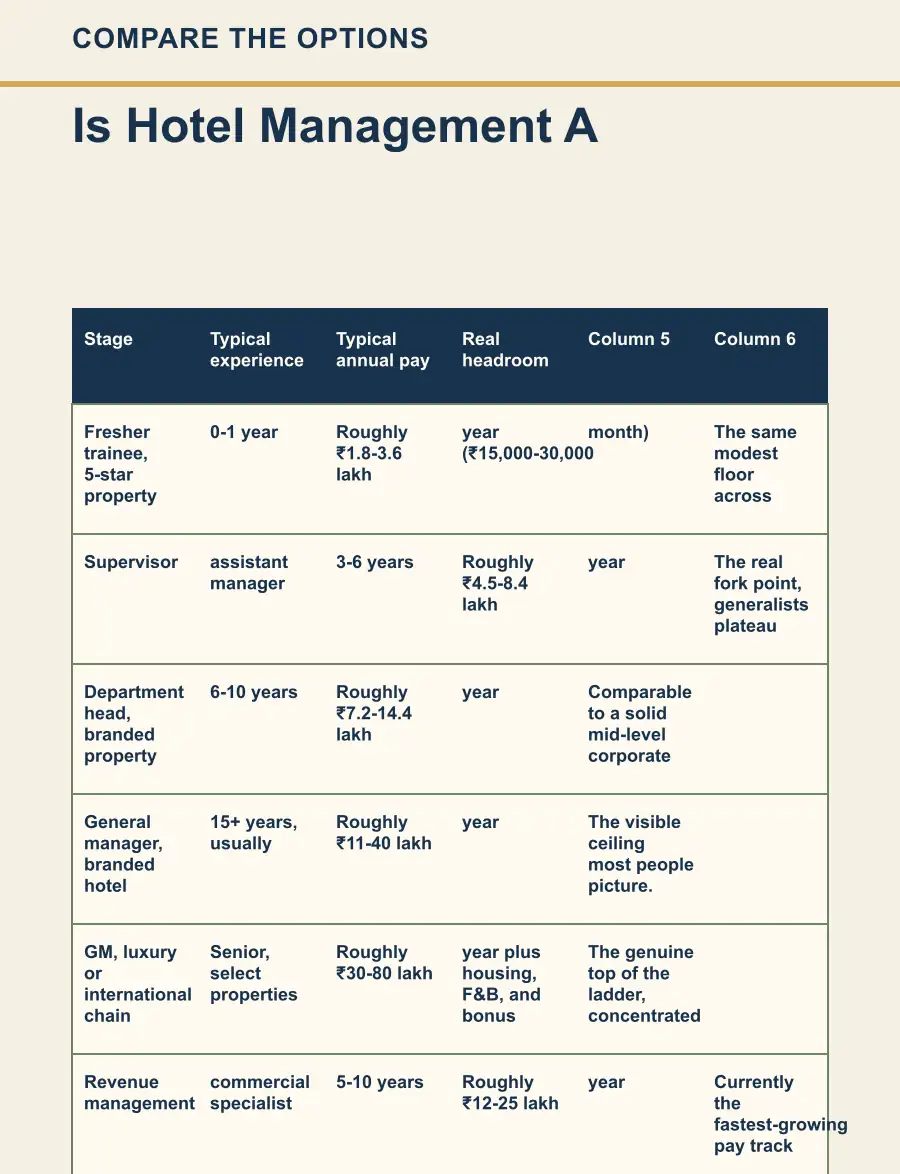 COMPARE THE OPTIONS
Is Hotel Management A
Stage
Typical
experience
Typical
annual pay
Real
headroom
Column 5
Column 6
Fresher
trainee,
5-star
property
0-1 year
Roughly
₹1.8-3.6
lakh
year
(₹15,000-30,000
month)
The same
modest
floor
across
Supervisor
assistant
manager
3-6 years
Roughly
₹4.5-8.4
lakh
year
The real
fork point,
generalists
plateau
Department
head,
branded
property
6-10 years
Roughly
₹7.2-14.4
lakh
year
Comparable
to a solid
mid-level
corporate
General
manager,
branded
hotel
15+ years,
usually
Roughly
₹11-40 lakh
year
The visible
ceiling
most people
picture.
GM, luxury
or
international
chain
Senior,
select
properties
Roughly
₹30-80 lakh
year plus
housing,
F&B, and
bonus
The genuine
top of the
ladder,
concentrated
Revenue
management
commercial
specialist
5-10 years
Roughly
₹12-25 lakh
year
Currently
the
fastest-growing
pay track